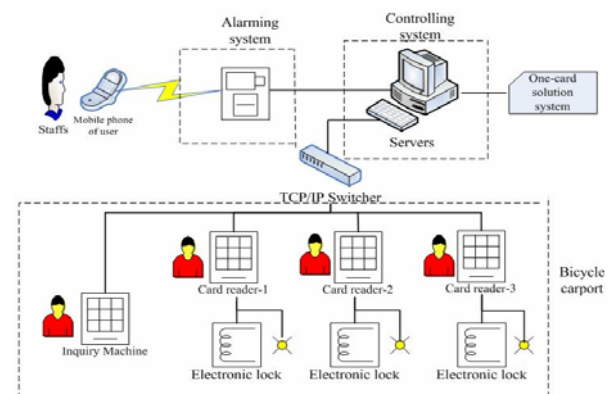 Alarming
system
Controlling
system
One-card
solution
system
Staffs
Mobile phone
of user
Servers
TCP/IP Switcher
Bicycle
carport
Card reader-1
Card reader-2
Card reader-3
Inquiry Machine
Electronic lock
Electronic lock
Electronic lock